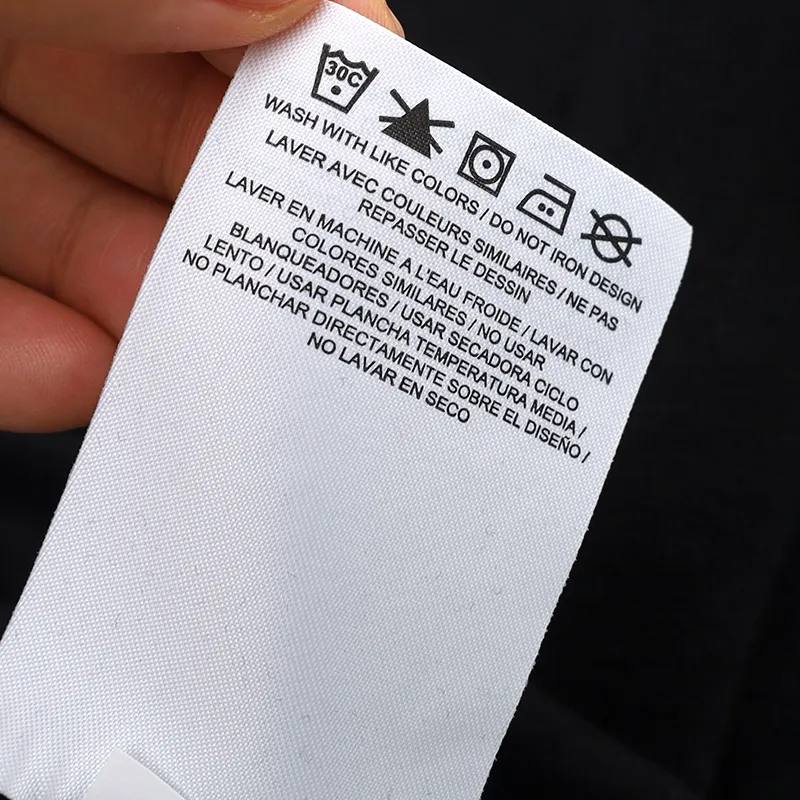 30C
WASH WITH LIKE COLORS / DO NOT IRON DESIGN
LAVER AVEC COULEURS SIMILAIRES / NE PAS
REPASSER LE DESSIN
LAVER EN MACHINE A L'EAU FROIDE / LAVAR CON
COLORES SIMILARES / NO USAR
BLANQUEADORES / USAR SECADORA CICLO
LENTO / USAR PLANCHA TEMPERATURA MEDIA /
NO PLANCHAR DIRECTAMENTE SOBRE EL DISEÑO /
NO LAVAR EN SECO